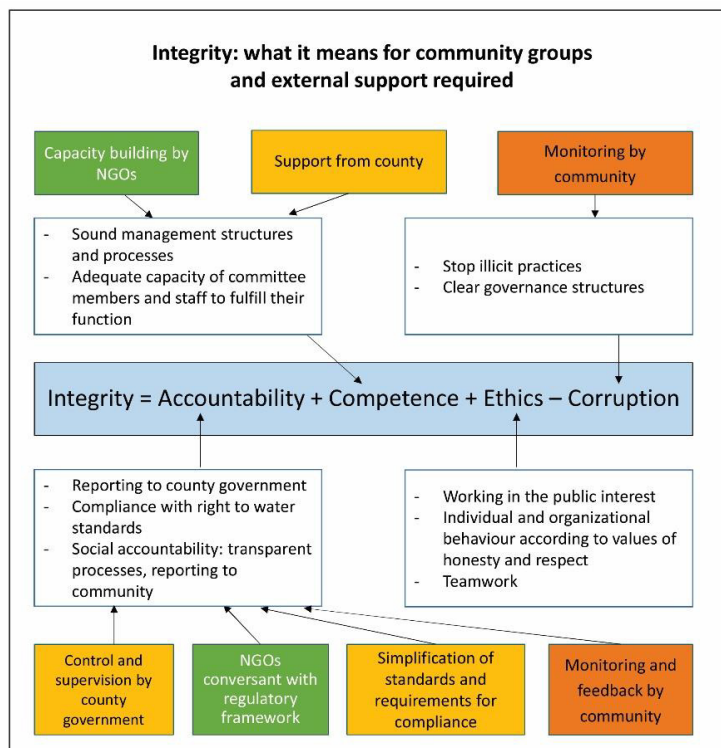 Integrity: what it means for community groups
and external support required
Capacity building by
NGOs
Support from county
Monitoring by
community
- Sound management structures
and processes
- Adequate capacity of committee
members and staff to fulfill their
function
- Stop illicit practices
- Clear governance structures
Integrity = Accountability + Competence + Ethics – Corruption
- Reporting to county government
- Compliance with right to water
standards
- Social accountability: transparent
processes, reporting to
community
- Working in the public interest
- Individual and organizational
behaviour according to values of
honesty and respect
- Teamwork
Control and
supervision by
county
government
NGOs
conversant with
regulatory
framework
Simplification of
standards and
requirements for
compliance
Monitoring and
feedback by
community